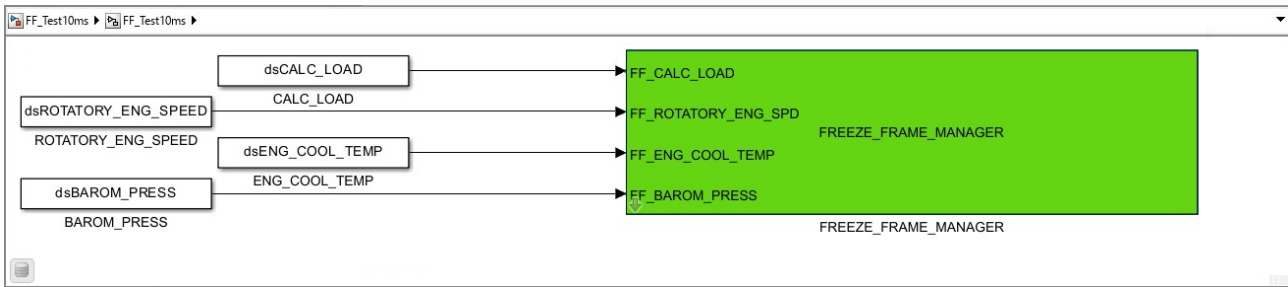 FF_Test10ms FF_Test10ms
dsCALC_LOAD
CALC_LOAD
FF_CALC_LOAD
dsROTATORY_ENG_SPEED
ROTATORY_ENG_SPEED
FF_ROTATORY_ENG_SPD
dsENG_COOL_TEMP
ENG_COOL_TEMP
FF_ENG_COOL_TEMP
dsBAROM_PRESS
BAROM_PRESS
FF_BAROM_PRESS
FREEZE_FRAME_MANAGER
FREEZE_FRAME_MANAGER